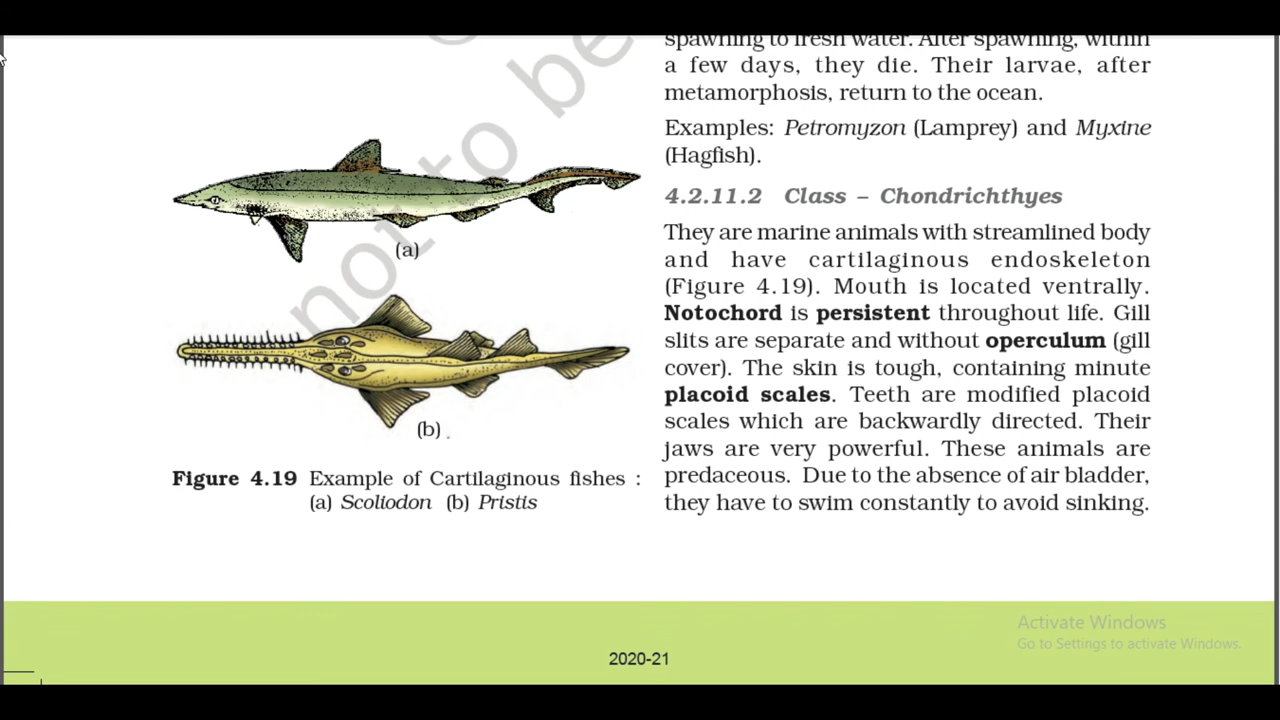 spawning to fresh water. After spawning, within
a few days, they die. Their larvae, after
metamorphosis, return to the ocean.
Examples: Petromyzon (Lamprey) and Myxine
(Hagfish).
4.2.11.2 Class – Chondrichthyes
They are marine animals with streamlined body
and have cartilaginous endoskeleton
(Figure 4.19). Mouth is located ventrally.
Notochord is persistent throughout life. Gill
slits are separate and without operculum (gill
cover). The skin is tough, containing minute
placoid scales. Teeth are modified placoid
scales which are backwardly directed. Their
jaws are very powerful. These animals are
predaceous. Due to the absence of air bladder,
they have to swim constantly to avoid sinking.
(a)
(b)
Figure 4.19 Example of Cartilaginous fishes :
(a) Scoliodon (b) Pristis
not to be
2020-21
Activate Windows
Go to Settings to activate Windows.